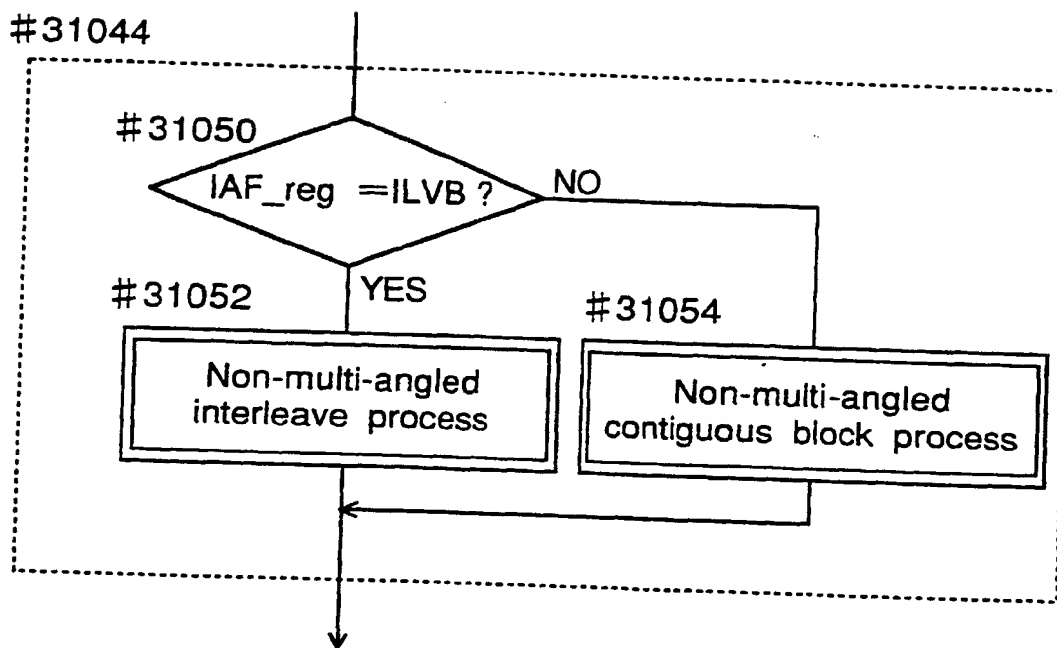 #31044
#31050
IAF_reg =ILVB ?
NO
YES
#31052
#31054
Non-multi-angled
interleave process
Non-multi-angled
contiguous block process